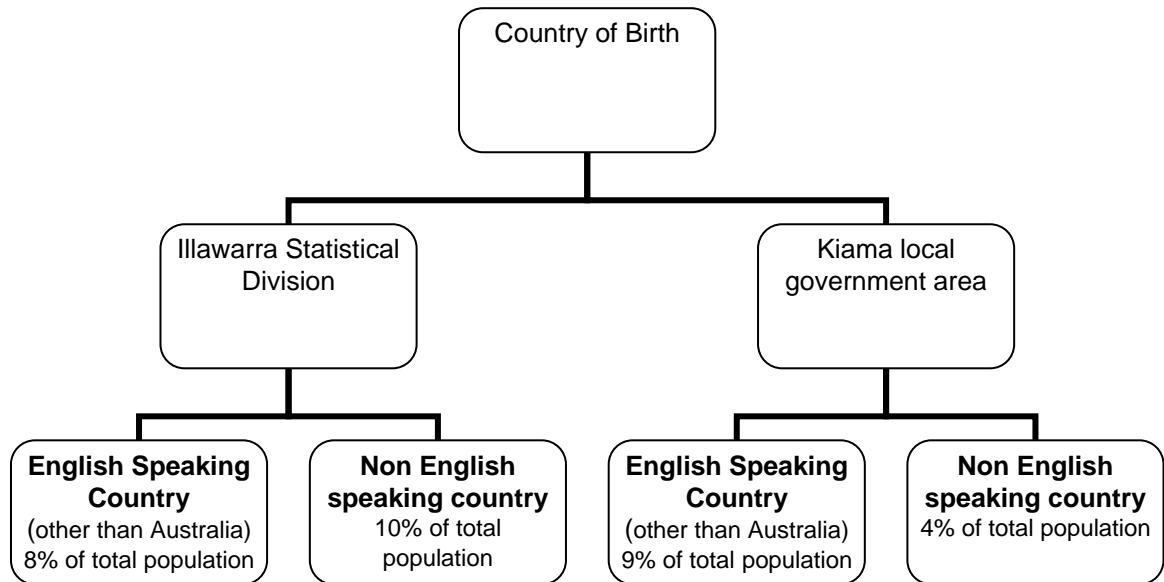 Country of Birth
Illawarra Statistical
Division
Kiama local
government area
English Speaking
Country
(other than Australia)
8% of total population
Non English
speaking country
10% of total
population
English Speaking
Country
(other than Australia)
9% of total population
Non English
speaking country
4% of total population